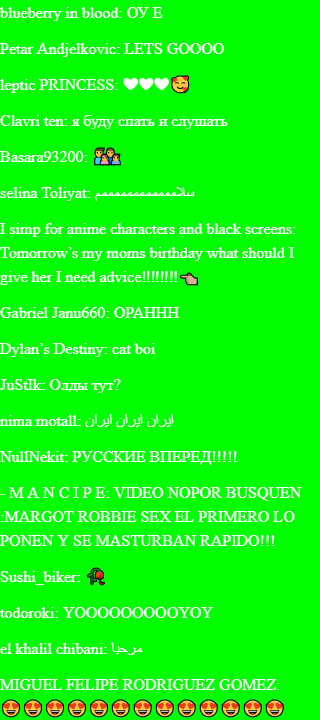 blueberry in blood: ОУ Е
Petar Andjelkovic: LETS GOOOO
leptic PRINCESS: 🤍🤍🤍🥰
Clavri ten: я буду спать и слушать
Basara93200: 👨‍👩‍👧‍👦
selina Toliyat: سلاممممممممممممم
I simp for anime characters and black screens:
Tomorrow’s my moms birthday what should I
give her I need advice!!!!!!!!👈🏼
Gabriel Janu660: ОРАННН
Dylan’s Destiny: cat boi
JuStIk: Олды тут?
nima motall: ایران ایران ایران
NullNekit: РУССКИЕ ВПЕРЕД!!!!!
- M A N C I P E: VIDEO NOPOR BUSQUEN
:MARGOT ROBBIE SEX EL PRIMERO LO
PONEN Y SE MASTURBAN RAPIDO!!!
Sushi_biker:
todoroki: YOOOOOOOOOYOY
el khalil chibani: مرحبا
MIGUEL FELIPE RODRIGUEZ GOMEZ:
😍😍😍😍😍😍😍😍😍😍😍😍😍